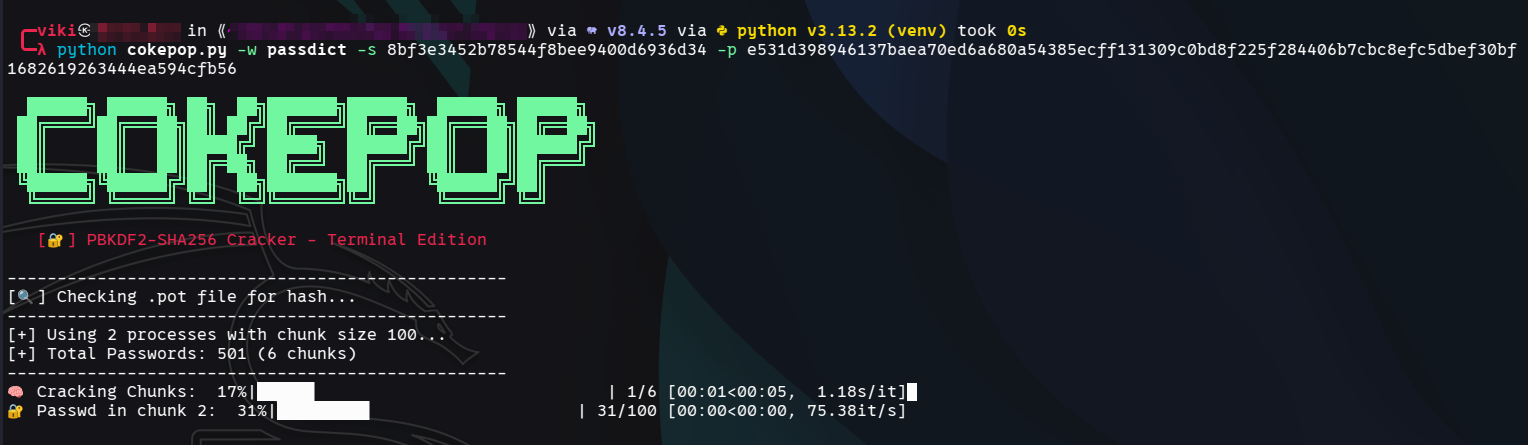 viki㉿ in 《 》 via 🐘 v8.4.5 via 🐍 python v3.13.2 (venv) took 0s
λ python cokepop.py -w passdict -s 8bf3e3452b78544f8bee9400d6936d34 -p e531d398946137baea70ed6a680a54385ecff131309c0bd8f225f284406b7cbc8efc5dbef30bf
1682619263444ea594cfb56
COKEPOP
[🔐] PBKDF2-SHA256 Cracker - Terminal Edition
--------------------------------------------------
[🔍] Checking .pot file for hash...
--------------------------------------------------
[+] Using 2 processes with chunk size 100...
[+] Total Passwords: 501 (6 chunks)
--------------------------------------------------
🧠 Cracking Chunks:  17%| | 1/6 [00:01<00:05,  1.18s/it]
🔐 Passwd in chunk 2:  31%| | 31/100 [00:00<00:00, 75.38it/s]